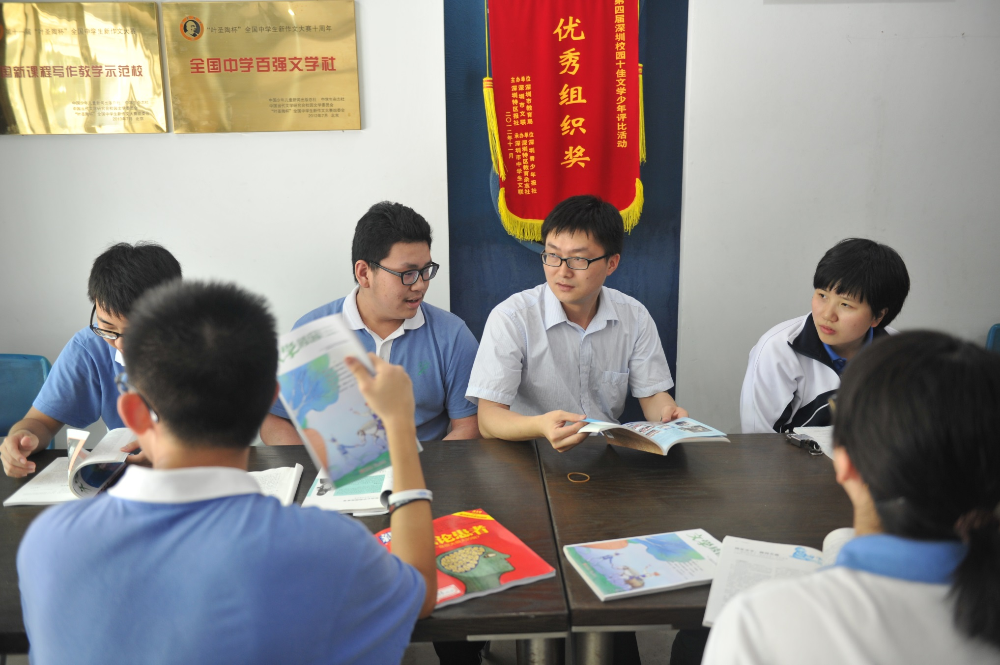 第十一届“叶圣陶杯”全国中学生新作文大赛
国新课程写作教学示范校
中国少年儿童新闻出版总社 中学生杂志社
中国当代文学研究会校园文学委员会
“叶圣陶杯”全国中学生新作文大赛组委会
2013年7月 北京
“叶圣陶杯”全国中学生新作文大赛十周年
全国中学百强文学社
中国少年儿童新闻出版总社 中学生杂志社
中国当代文学研究会校园文学委员会
“叶圣陶杯”全国中学生新作文大赛组委会
2012年7月 北京
第四届深圳校园十佳文学少年评比活动
优秀组织奖
主办单位
深圳市教育局
深圳市文联
深圳特区报社
承办单位
深圳青少年报社
深圳特区教育杂志社
深圳市中学生文联
二〇一二年十一月
文学
论患者
文学